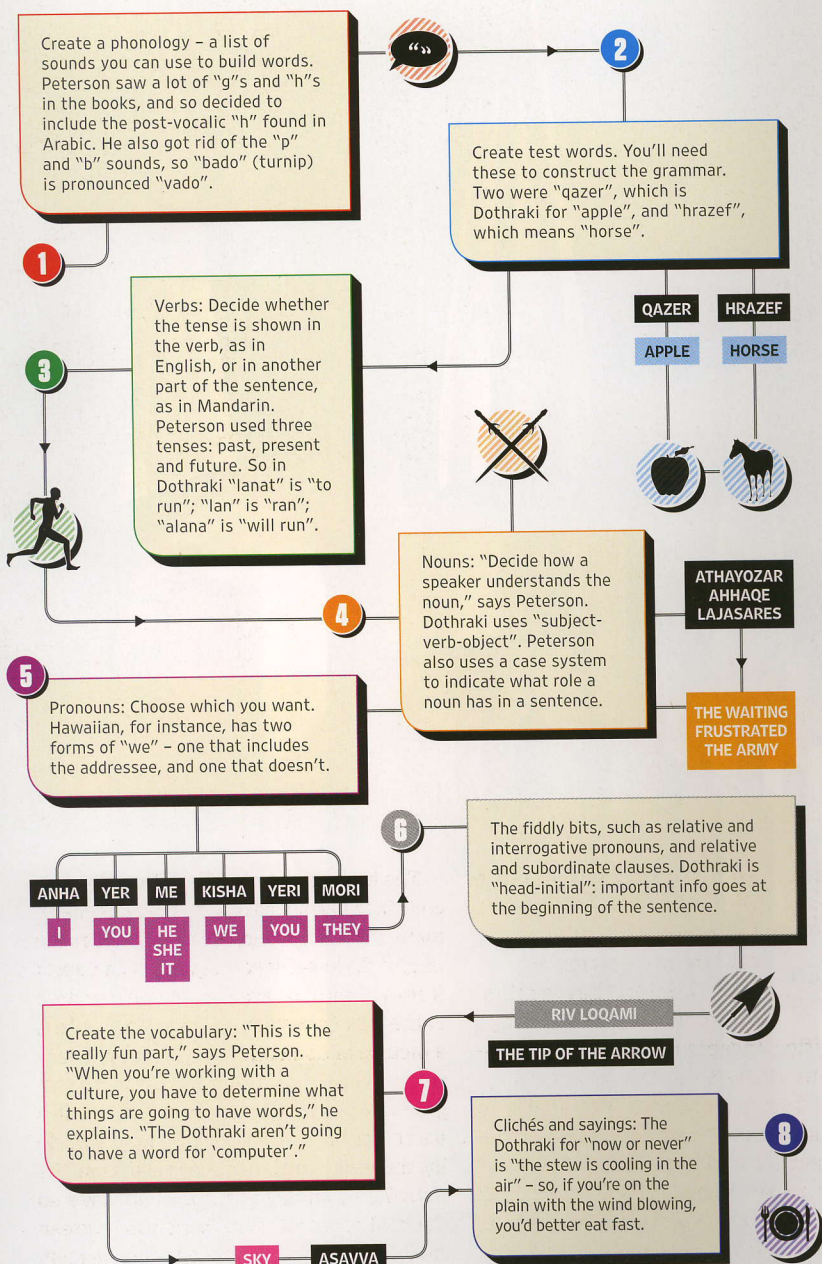 Create a phonology – a list of
sounds you can use to build words.
Peterson saw a lot of "g"s and "h"s
in the books, and so decided to
include the post-vocalic "h" found in
Arabic. He also got rid of the "p"
and "b" sounds, so "bado" (turnip)
is pronounced "vado".
1
“ ”
2
Create test words. You'll need
these to construct the grammar.
Two were "qazer", which is
Dothraki for "apple", and "hrazef",
which means "horse".
QAZER
HRAZEF
APPLE
HORSE
3
Verbs: Decide whether
the tense is shown in
the verb, as in
English, or in another
part of the sentence,
as in Mandarin.
Peterson used three
tenses: past, present
and future. So in
Dothraki "lanat" is "to
run"; "lan" is "ran";
"alana" is "will run".
4
Nouns: "Decide how a
speaker understands the
noun," says Peterson.
Dothraki uses "subject-
verb-object". Peterson
also uses a case system
to indicate what role a
noun has in a sentence.
ATHAYOZAR
AHHAQE
LAJASARES
THE WAITING
FRUSTRATED
THE ARMY
5
Pronouns: Choose which you want.
Hawaiian, for instance, has two
forms of "we" – one that includes
the addressee, and one that doesn't.
ANHA
YER
ME
KISHA
YERI
MORI
I
YOU
HE
SHE
IT
WE
YOU
THEY
6
The fiddly bits, such as relative and
interrogative pronouns, and relative
and subordinate clauses. Dothraki is
"head-initial": important info goes at
the beginning of the sentence.
RIV LOQAMI
THE TIP OF THE ARROW
7
Create the vocabulary: "This is the
really fun part," says Peterson.
"When you're working with a
culture, you have to determine what
things are going to have words," he
explains. "The Dothraki aren't going
to have a word for 'computer'."
SKY
ASAVVA
8
Clichés and sayings: The
Dothraki for "now or never"
is "the stew is cooling in the
air" – so, if you're on the
plain with the wind blowing,
you'd better eat fast.